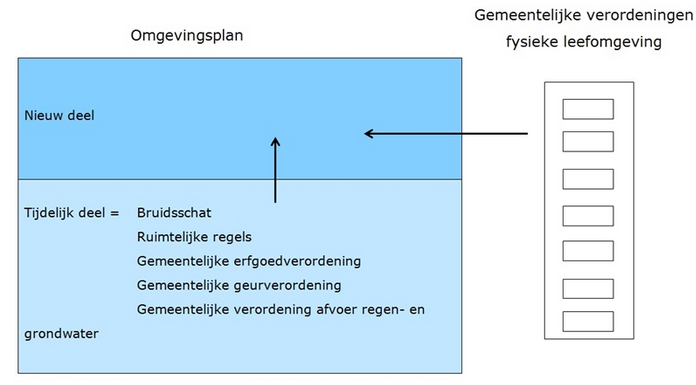 Omgevingsplan
Gemeentelijke verordeningen
fysieke leefomgeving
Nieuw deel
Tijdelijk deel = Bruidsschat
Ruimtelijke regels
Gemeentelijke erfgoedverordening
Gemeentelijke geurverordening
Gemeentelijke verordening afvoer regen- en
grondwater